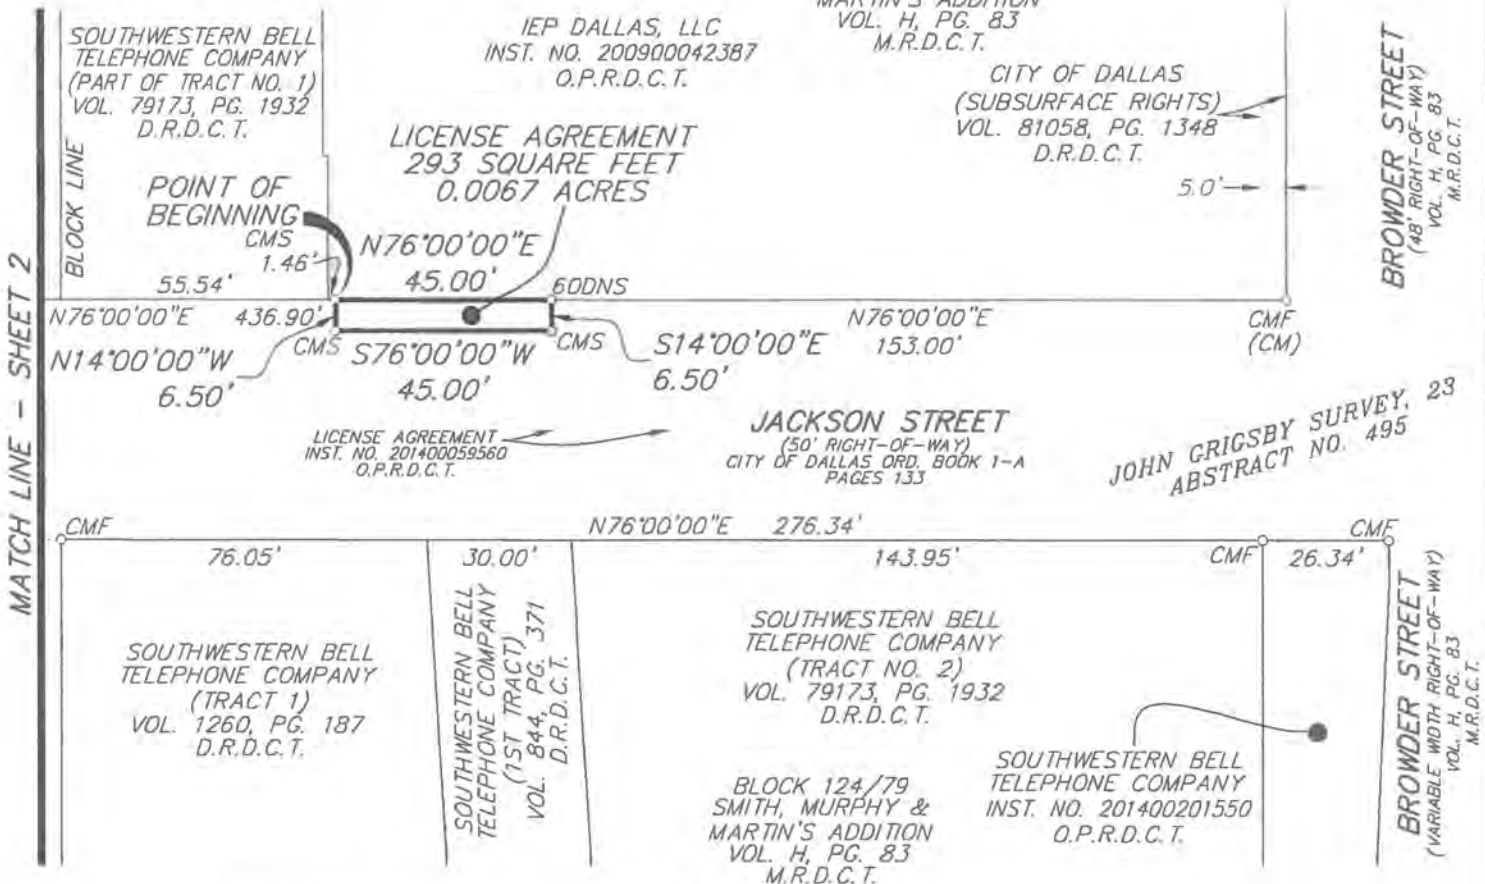 MATCH LINE - SHEET 2
SOUTHWESTERN BELL
TELEPHONE COMPANY
(PART OF TRACT NO. 1)
VOL. 79173, PG. 1932
D.R.D.C.T.
BLOCK LINE
IEP DALLAS, LLC
INST. NO. 200900042387
O.P.R.D.C.T.
MARTIN'S ADDITION
VOL. H, PG. 83
M.R.D.C.T.
CITY OF DALLAS
(SUBSURFACE RIGHTS)
VOL. 81058, PG. 1348
D.R.D.C.T.
5.0'
BROWDER STREET
(48' RIGHT-OF-WAY)
VOL. H, PG. 83
M.R.D.C.T.
LICENSE AGREEMENT
293 SQUARE FEET
0.0067 ACRES
POINT OF
BEGINNING
CMS
1.46'
N76°00'00"E
45.00'
55.54'
60DNS
N76°00'00"E
436.90'
N76°00'00"E
153.00'
CMF
(CM)
CMS
CMS
N14°00'00"W
6.50'
S76°00'00"W
45.00'
S14°00'00"E
6.50'
LICENSE AGREEMENT
INST. NO. 201400059560
O.P.R.D.C.T.
JACKSON STREET
(50' RIGHT-OF-WAY)
CITY OF DALLAS ORD. BOOK 1-A
PAGES 133
JOHN GRIGSBY SURVEY, 23
ABSTRACT NO. 495
CMF
N76°00'00"E 276.34'
CMF
76.05'
30.00'
143.95'
CMF
26.34'
SOUTHWESTERN BELL
TELEPHONE COMPANY
(TRACT 1)
VOL. 1260, PG. 187
D.R.D.C.T.
SOUTHWESTERN BELL
TELEPHONE COMPANY
(1ST TRACT)
VOL. 844, PG. 371
D.R.D.C.T.
SOUTHWESTERN BELL
TELEPHONE COMPANY
(TRACT NO. 2)
VOL. 79173, PG. 1932
D.R.D.C.T.
BLOCK 124/79
SMITH, MURPHY &
MARTIN'S ADDITION
VOL. H, PG. 83
M.R.D.C.T.
SOUTHWESTERN BELL
TELEPHONE COMPANY
INST. NO. 201400201550
O.P.R.D.C.T.
BROWDER STREET
(VARIABLE WIDTH RIGHT-OF-WAY)
VOL. H, PG. 83
M.R.D.C.T.